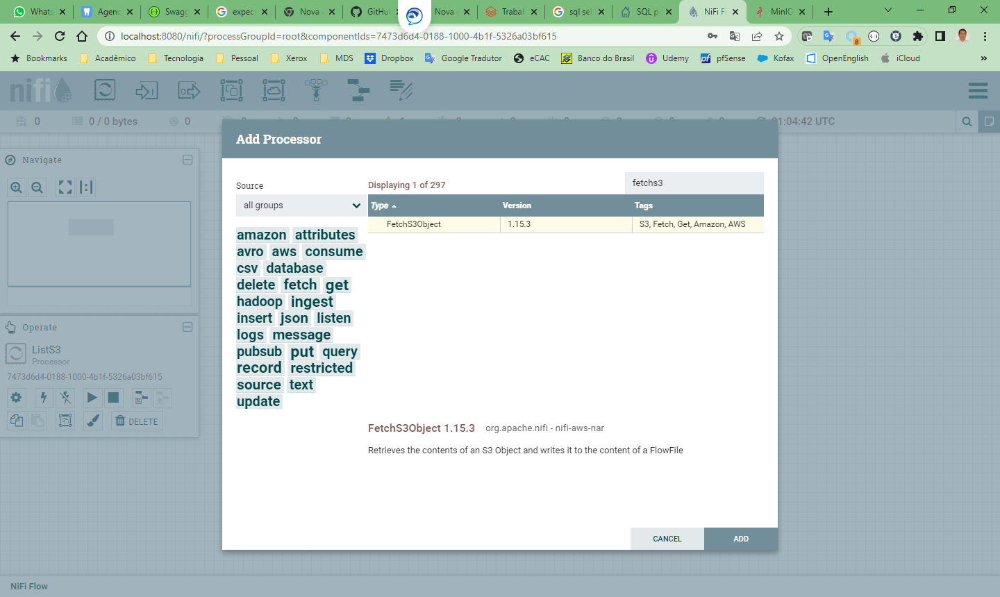 Whats
Agenc
Swagg
expect
Nova
GitHub
Nova
Trabal
sql sel
SQL p
NiFi F
MinIO
localhost:8080/nifi/?processGroupId=root&componentIds=7473d6d4-0188-1000-4b1f-5326a03bf615
8
Bookmarks
Acadêmico
Tecnologia
Pessoal
Xerox
MDS
Dropbox
Google Tradutor
eCAC
Banco do Brasil
Udemy
pfSense
Kofax
OpenEnglish
iCloud
»
nifi
0
0 / 0 bytes
0
01:04:42 UTC
Add Processor
Navigate
Source
Displaying 1 of 297
fetchs3
all groups
Type
Version
Tags
FetchS3Object
1.15.3
S3, Fetch, Get, Amazon, AWS
amazon attributes
avro aws consume
csv database
delete fetch get
hadoop ingest
insert json listen
logs message
pubsub put query
record restricted
source text
update
Operate
ListS3
Processor
7473d6d4-0188-1000-4b1f-5326a03bf615
DELETE
FetchS3Object 1.15.3
org.apache.nifi - nifi-aws-nar
Retrieves the contents of an S3 Object and writes it to the content of a FlowFile
CANCEL
ADD
NiFi Flow